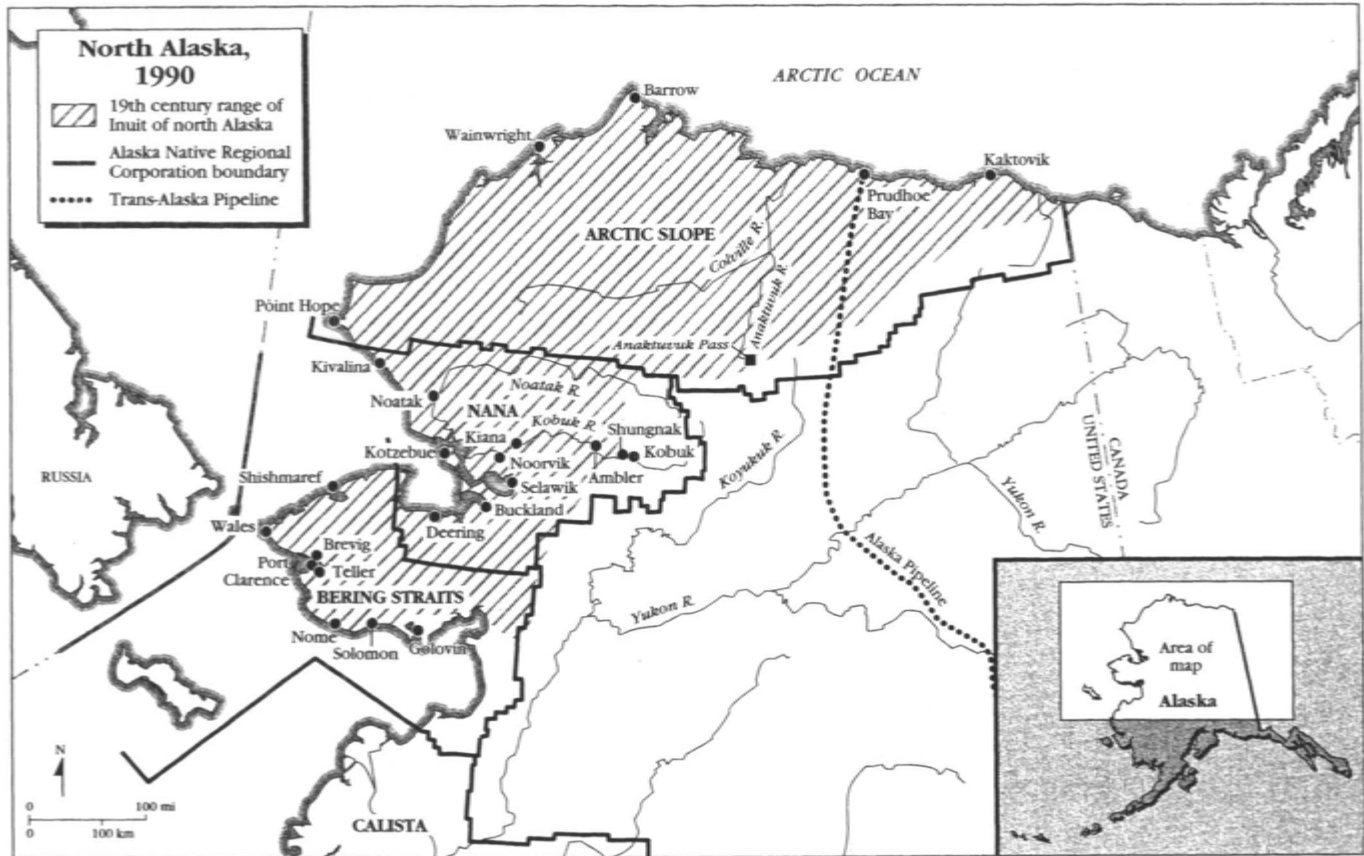 North Alaska,
1990
19th century range of
Inuit of north Alaska
Alaska Native Regional
Corporation boundary
Trans-Alaska Pipeline
ARCTIC OCEAN
Barrow
Wainwright
Kaktovik
Prudhoe
Bay
ARCTIC SLOPE
Colville R.
Anaktuvuk R.
Point Hope
Anaktuvuk Pass
Kivalina
Noatak R.
Noatak
NANA
Kobuk R.
Shungnak
Kiana
Kotzebue
Noorvik
Kobuk
Ambler
Koyukuk R.
RUSSIA
Shishmaref
Selawik
Buckland
CANADA
UNITED STATES
Yukon R.
Wales
Deering
Brevig
Port
Clarence
Teller
BERING STRAITS
Alaska Pipeline
Yukon R.
Nome
Solomon
Golovin
Area of
map
Alaska
N
0 100 mi
0 100 km
CALISTA